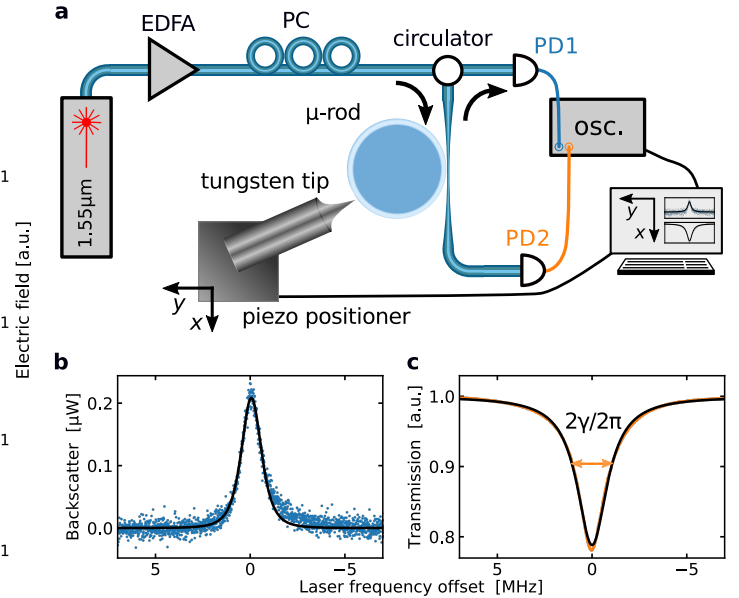 a
EDFA
PC
circulator
PD1
μ-rod
osc.
1.55μm
tungsten tip
PD2
y
x
y
x
piezo positioner
1
1
1
1
Electric field [a.u.]
b
Backscatter [μW]
0.2
0.1
0.0
5
0
−5
c
Transmission [a.u.]
1.0
0.9
0.8
2γ/2π
5
0
−5
Laser frequency offset [MHz]